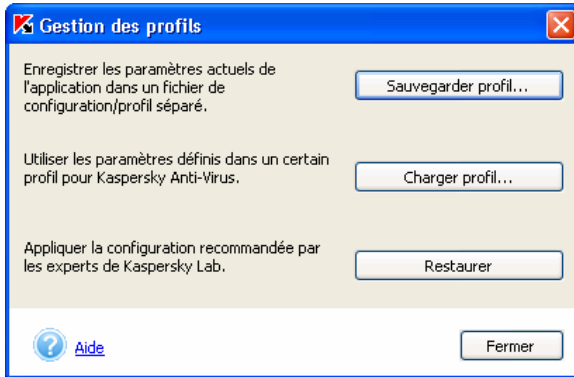 Gestion des profils
Enregistrer les paramètres actuels de
l'application dans un fichier de
configuration/profil séparé.
Sauvegarder profil...
Utiliser les paramètres définis dans un certain
profil pour Kaspersky Anti-Virus.
Charger profil...
Appliquer la configuration recommandée par
les experts de Kaspersky Lab.
Restaurer
Aide
Fermer